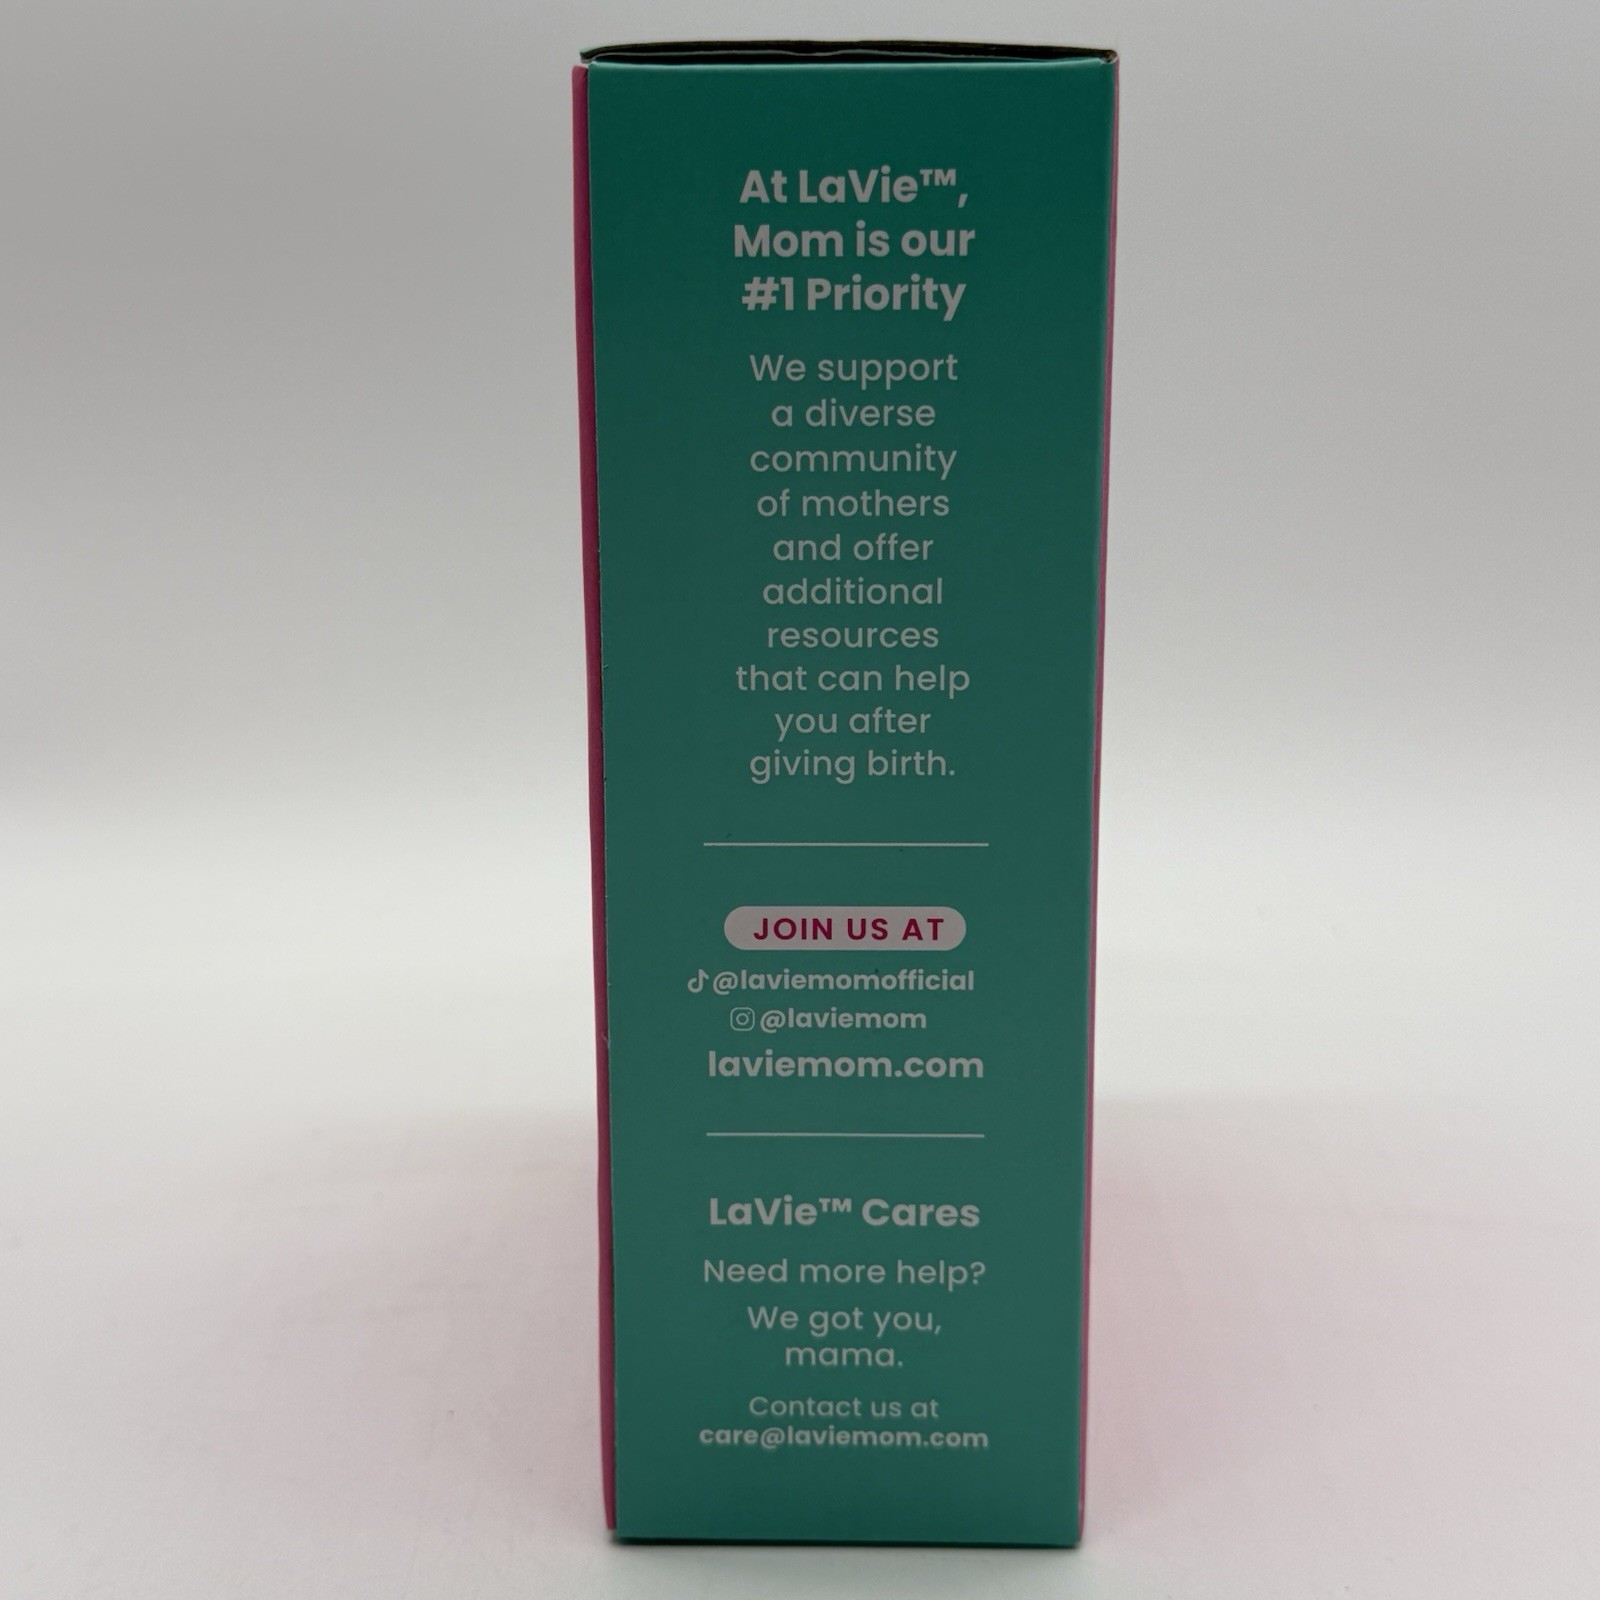 At LaVie™,
Mom is our
#1 Priority
We support
a diverse
community
of mothers
and offer
additional
resources
that can help
you after
giving birth.
JOIN US AT
@laviemomofficial
@laviemom
laviemom.com
LaVie™ Cares
Need more help?
We got you,
mama.
Contact us at
care@laviemom.com